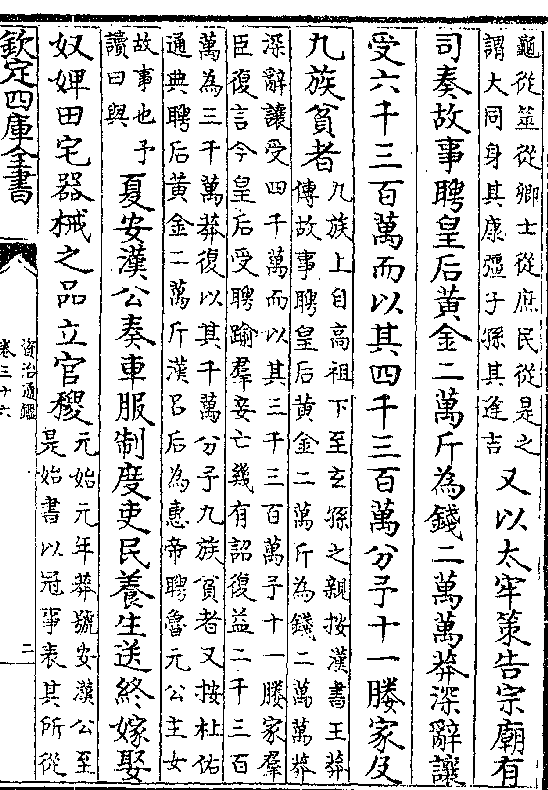 龜從筮從卿士從庶民從是之
謂大同身其康彊子孫其逢吉
又以太牢策告宗廟有
司奏故事聘皇后黃金二萬斤為錢二萬萬莽深辭讓
受六千三百萬而以其四千三百萬分予十一媵家及
九族貧者
九族上自高祖下至玄孫之親按漢書王莽
傳故事聘皇后黃金二萬斤為錢二萬萬莽
深辭讓受四千萬而以其三千三百萬予十一媵家羣
臣復言今皇后受聘踰羣妾亡幾有詔復益二千三百
萬為三千萬莽復以其千萬分予九族貧者又按杜佑
通典聘后黃金二萬斤漢呂后為惠帝聘魯元公主女
故事也予
讀曰與
夏安漢公奏車服制度吏民養生送終嫁娶
奴婢田宅器械之品立官稷
元始元年莽號安漢公至
是始書以冠事表其所從
欽定四庫全書
資治通鑑
卷三十六
二